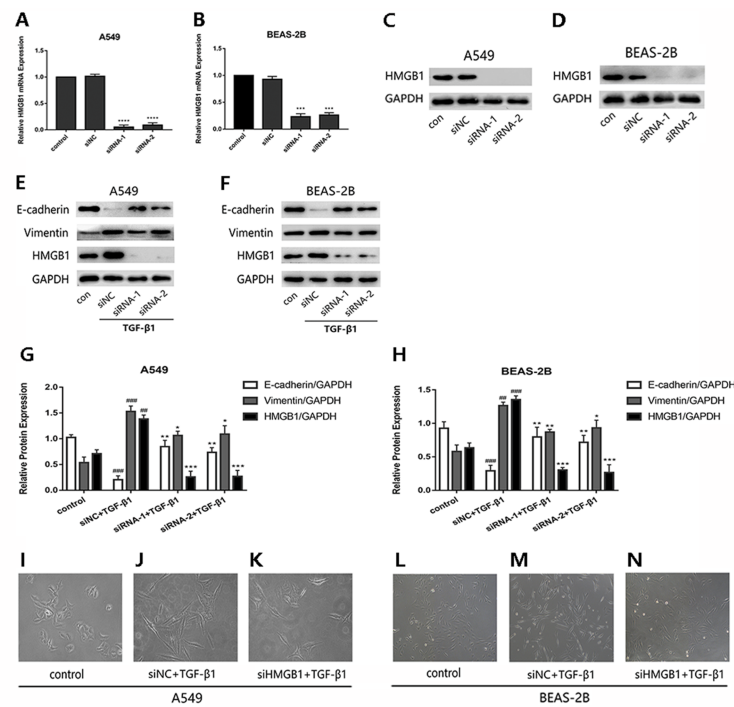 A
A549
Relative HMGB1 mRNA Expression
1.5
1.0
0.5
0.0
****
****
control
siNC
siRNA-1
siRNA-2
B
BEAS-2B
Relative HMGB1 mRNA Expression
1.5
1.0
0.5
0.0
***
***
control
siNC
siRNA-1
siRNA-2
C
A549
HMGB1
GAPDH
con
siNC
siRNA-1
siRNA-2
D
BEAS-2B
HMGB1
GAPDH
con
siNC
siRNA-1
siRNA-2
E
A549
E-cadherin
Vimentin
HMGB1
GAPDH
con
siNC
siRNA-1
siRNA-2
TGF-β1
F
BEAS-2B
E-cadherin
Vimentin
HMGB1
GAPDH
con
siNC
siRNA-1
siRNA-2
TGF-β1
G
A549
Relative Protein Expression
2.0
1.5
1.0
0.5
0.0
###
###
##
**
*
***
**
*
***
control
siNC+TGF-β1
siRNA-1+TGF-β1
siRNA-2+TGF-β1
E-cadherin/GAPDH
Vimentin/GAPDH
HMGB1/GAPDH
H
BEAS-2B
Relative Protein Expression
1.5
1.0
0.5
0.0
###
##
###
**
**
***
**
*
***
control
siNC+TGF-β1
siRNA-1+TGF-β1
siRNA-2+TGF-β1
E-cadherin/GAPDH
Vimentin/GAPDH
HMGB1/GAPDH
I
J
K
control
siNC+TGF-β1
siHMGB1+TGF-β1
A549
L
M
N
control
siNC+TGF-β1
siHMGB1+TGF-β1
BEAS-2B